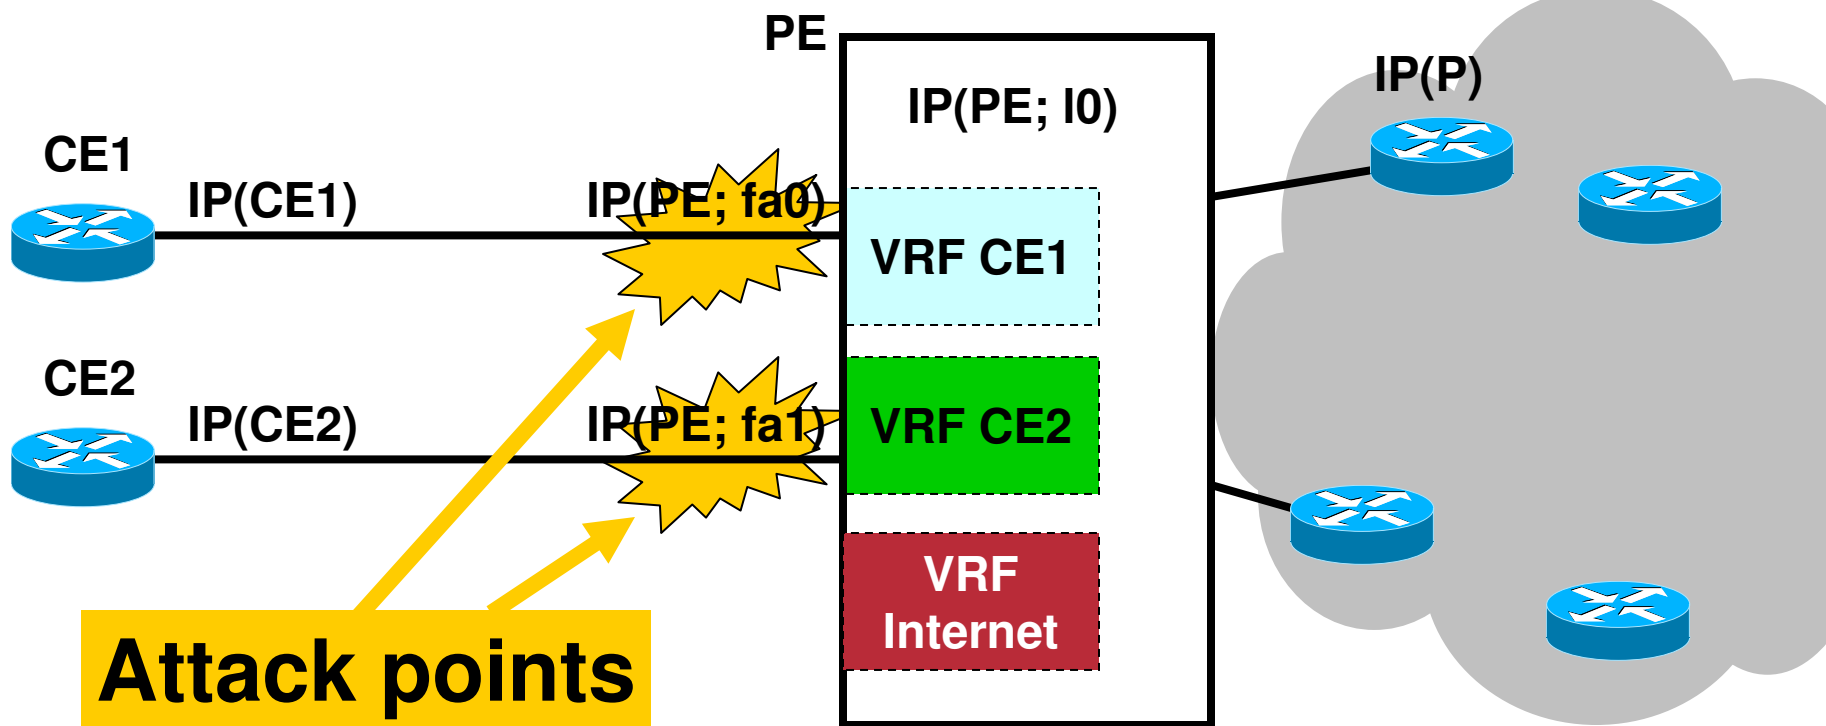 PE
IP(P)
IP(PE; l0)
CE1
IP(CE1)
IP(PE; fa0)
VRF CE1
CE2
IP(CE2)
IP(PE; fa1)
VRF CE2
VRF
Internet
Attack points